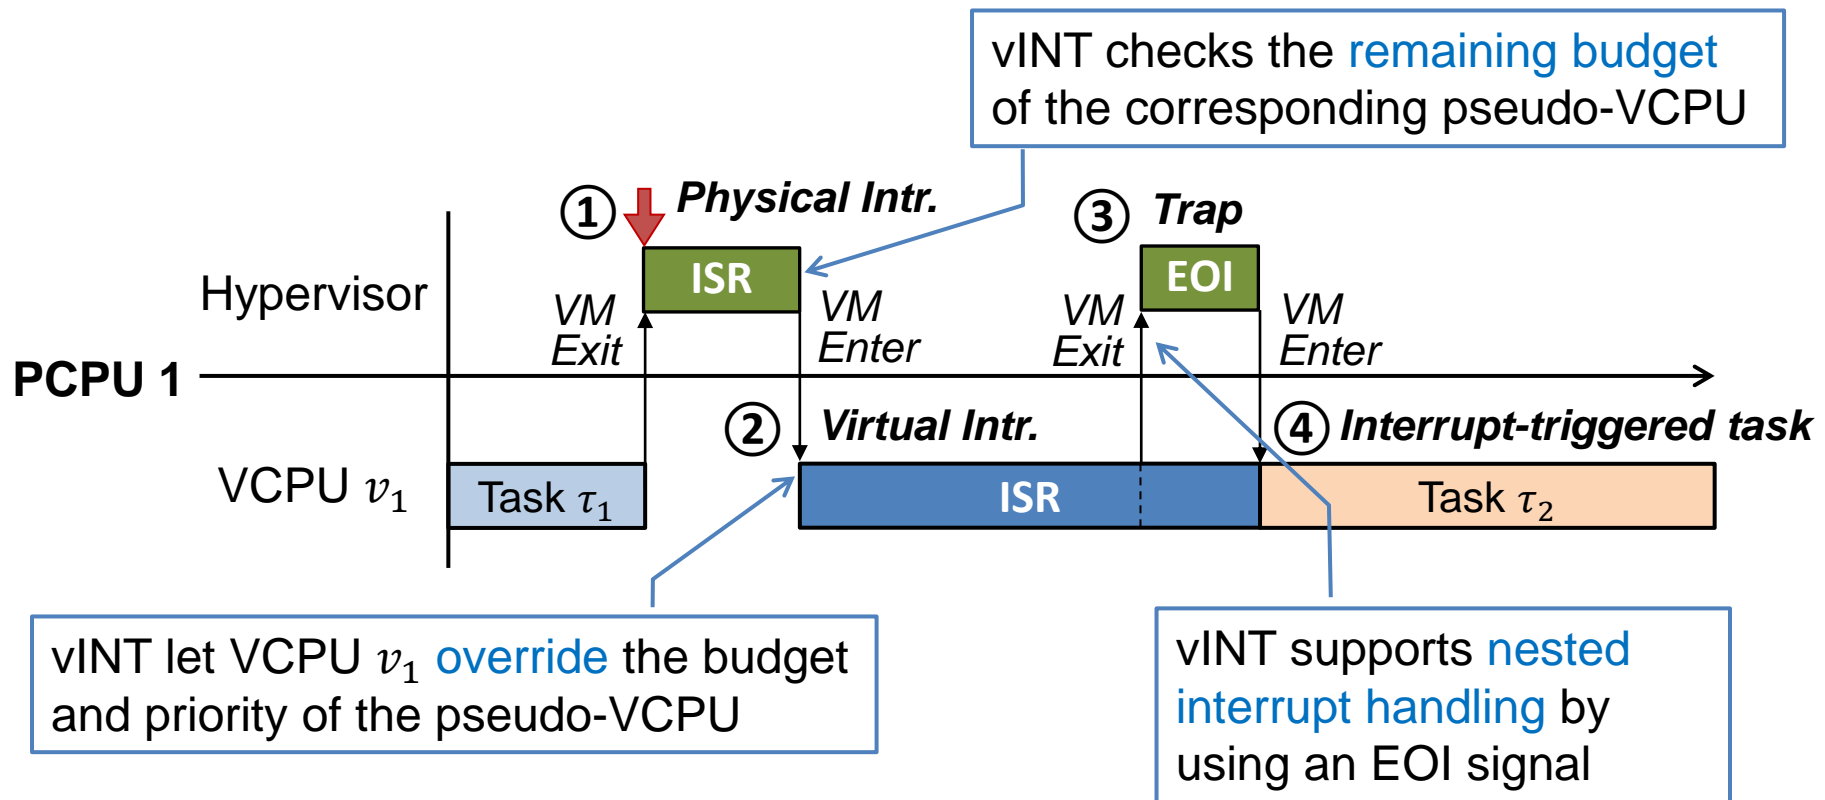 vINT checks the remaining budget
of the corresponding pseudo-VCPU
① Physical Intr.
③ Trap
Hypervisor
ISR
EOI
VM
Exit
VM
Enter
VM
Exit
VM
Enter
PCPU 1
② Virtual Intr.
④ Interrupt-triggered task
VCPU 𝑣₁
Task 𝜏₁
ISR
Task 𝜏₂
vINT let VCPU 𝑣₁ override the budget
and priority of the pseudo-VCPU
vINT supports nested
interrupt handling by
using an EOI signal